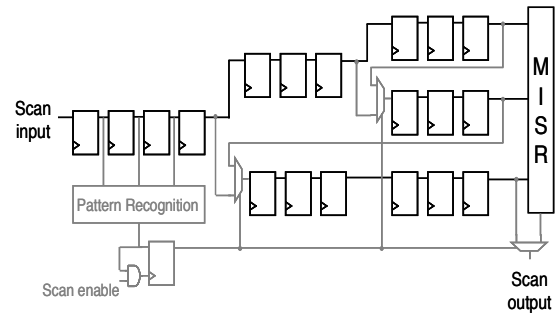 Scan
input
Pattern Recognition
Scan enable
M
I
S
R
Scan
output